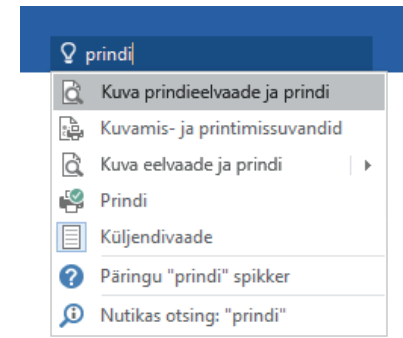 prindi
Kuva prindieelvaade ja prindi
Kuvamis- ja printimissuvandid
Kuva eelvaade ja prindi
Prindi
Küljendivaade
Päringu "prindi" spikker
Nutikas otsing: "prindi"